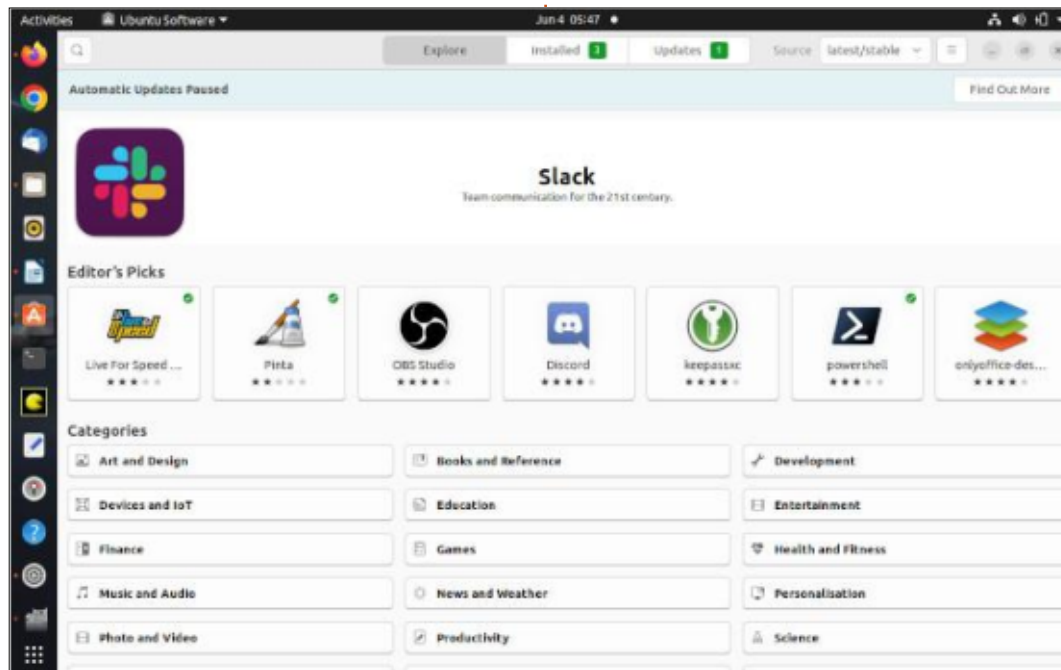 Activities Ubuntu Software Jun 4 05:47
Explore Installed 3 Updates 1 Source latest/stable
Automatic Updates Paused Find Out More
Slack
Team communication for the 21st century.
Editor's Picks
Live For Speed ... Pinta OBS Studio Discord keepassxc powershell onlyoffice-des...
Categories
Art and Design Books and Reference Development
Devices and IoT Education Entertainment
Finance Games Health and Fitness
Music and Audio News and Weather Personalisation
Photo and Video Productivity Science